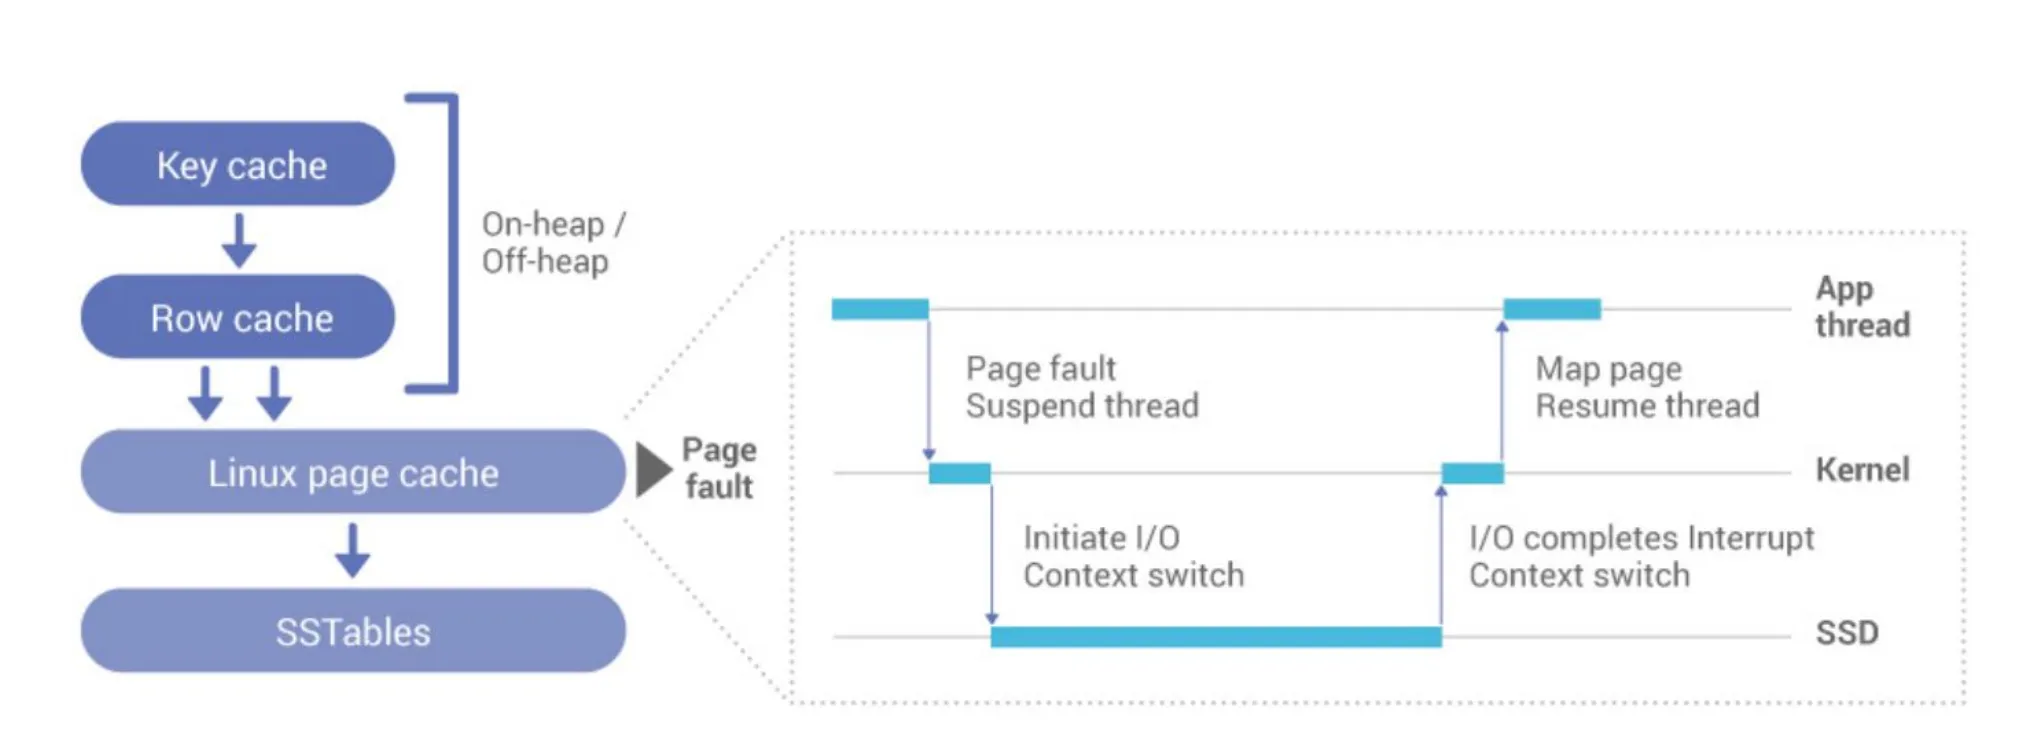 Key cache
On-heap /
Off-heap
Row cache
Linux page cache
SSTables
Page
fault
App
thread
Page fault
Suspend thread
Map page
Resume thread
Kernel
Initiate I/O
Context switch
I/O completes Interrupt
Context switch
SSD